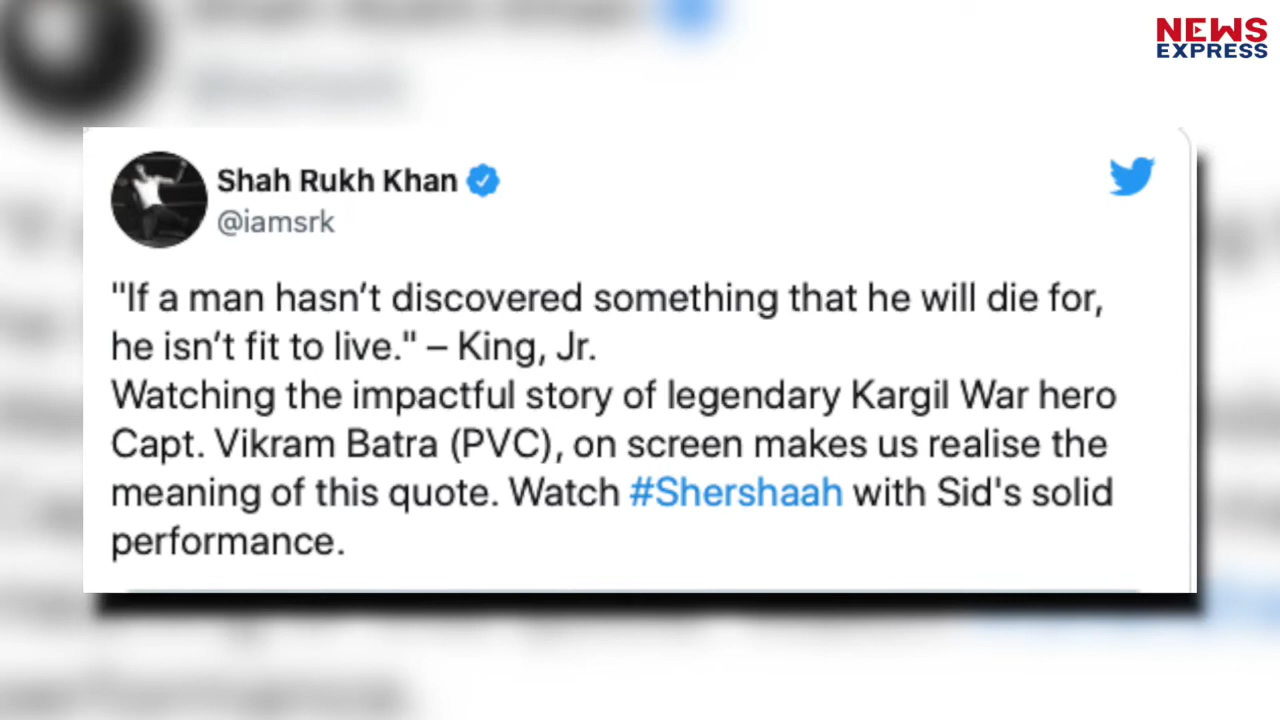 NEWS
EXPRESS
Shah Rukh Khan
@iamsrk
"If a man hasn’t discovered something that he will die for,
he isn’t fit to live." – King, Jr.
Watching the impactful story of legendary Kargil War hero
Capt. Vikram Batra (PVC), on screen makes us realise the
meaning of this quote. Watch #Shershaah with Sid's solid
performance.